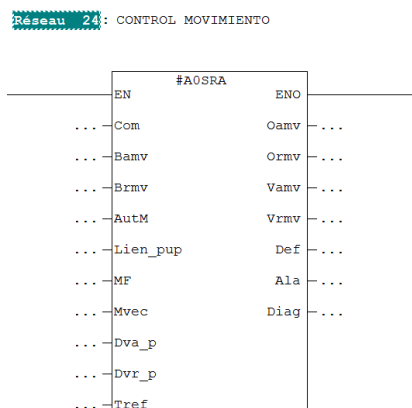 Réseau 24: CONTROL MOVIMIENTO
#A0SRA
EN ENO
... Com Oamv ...
... Bamv Ormv ...
... Brmv Vamv ...
... AutM Vrmv ...
... Lien_pup Def ...
... MF Ala ...
... Mvec Diag ...
... Dva_p
... Dvr_p
... Tref